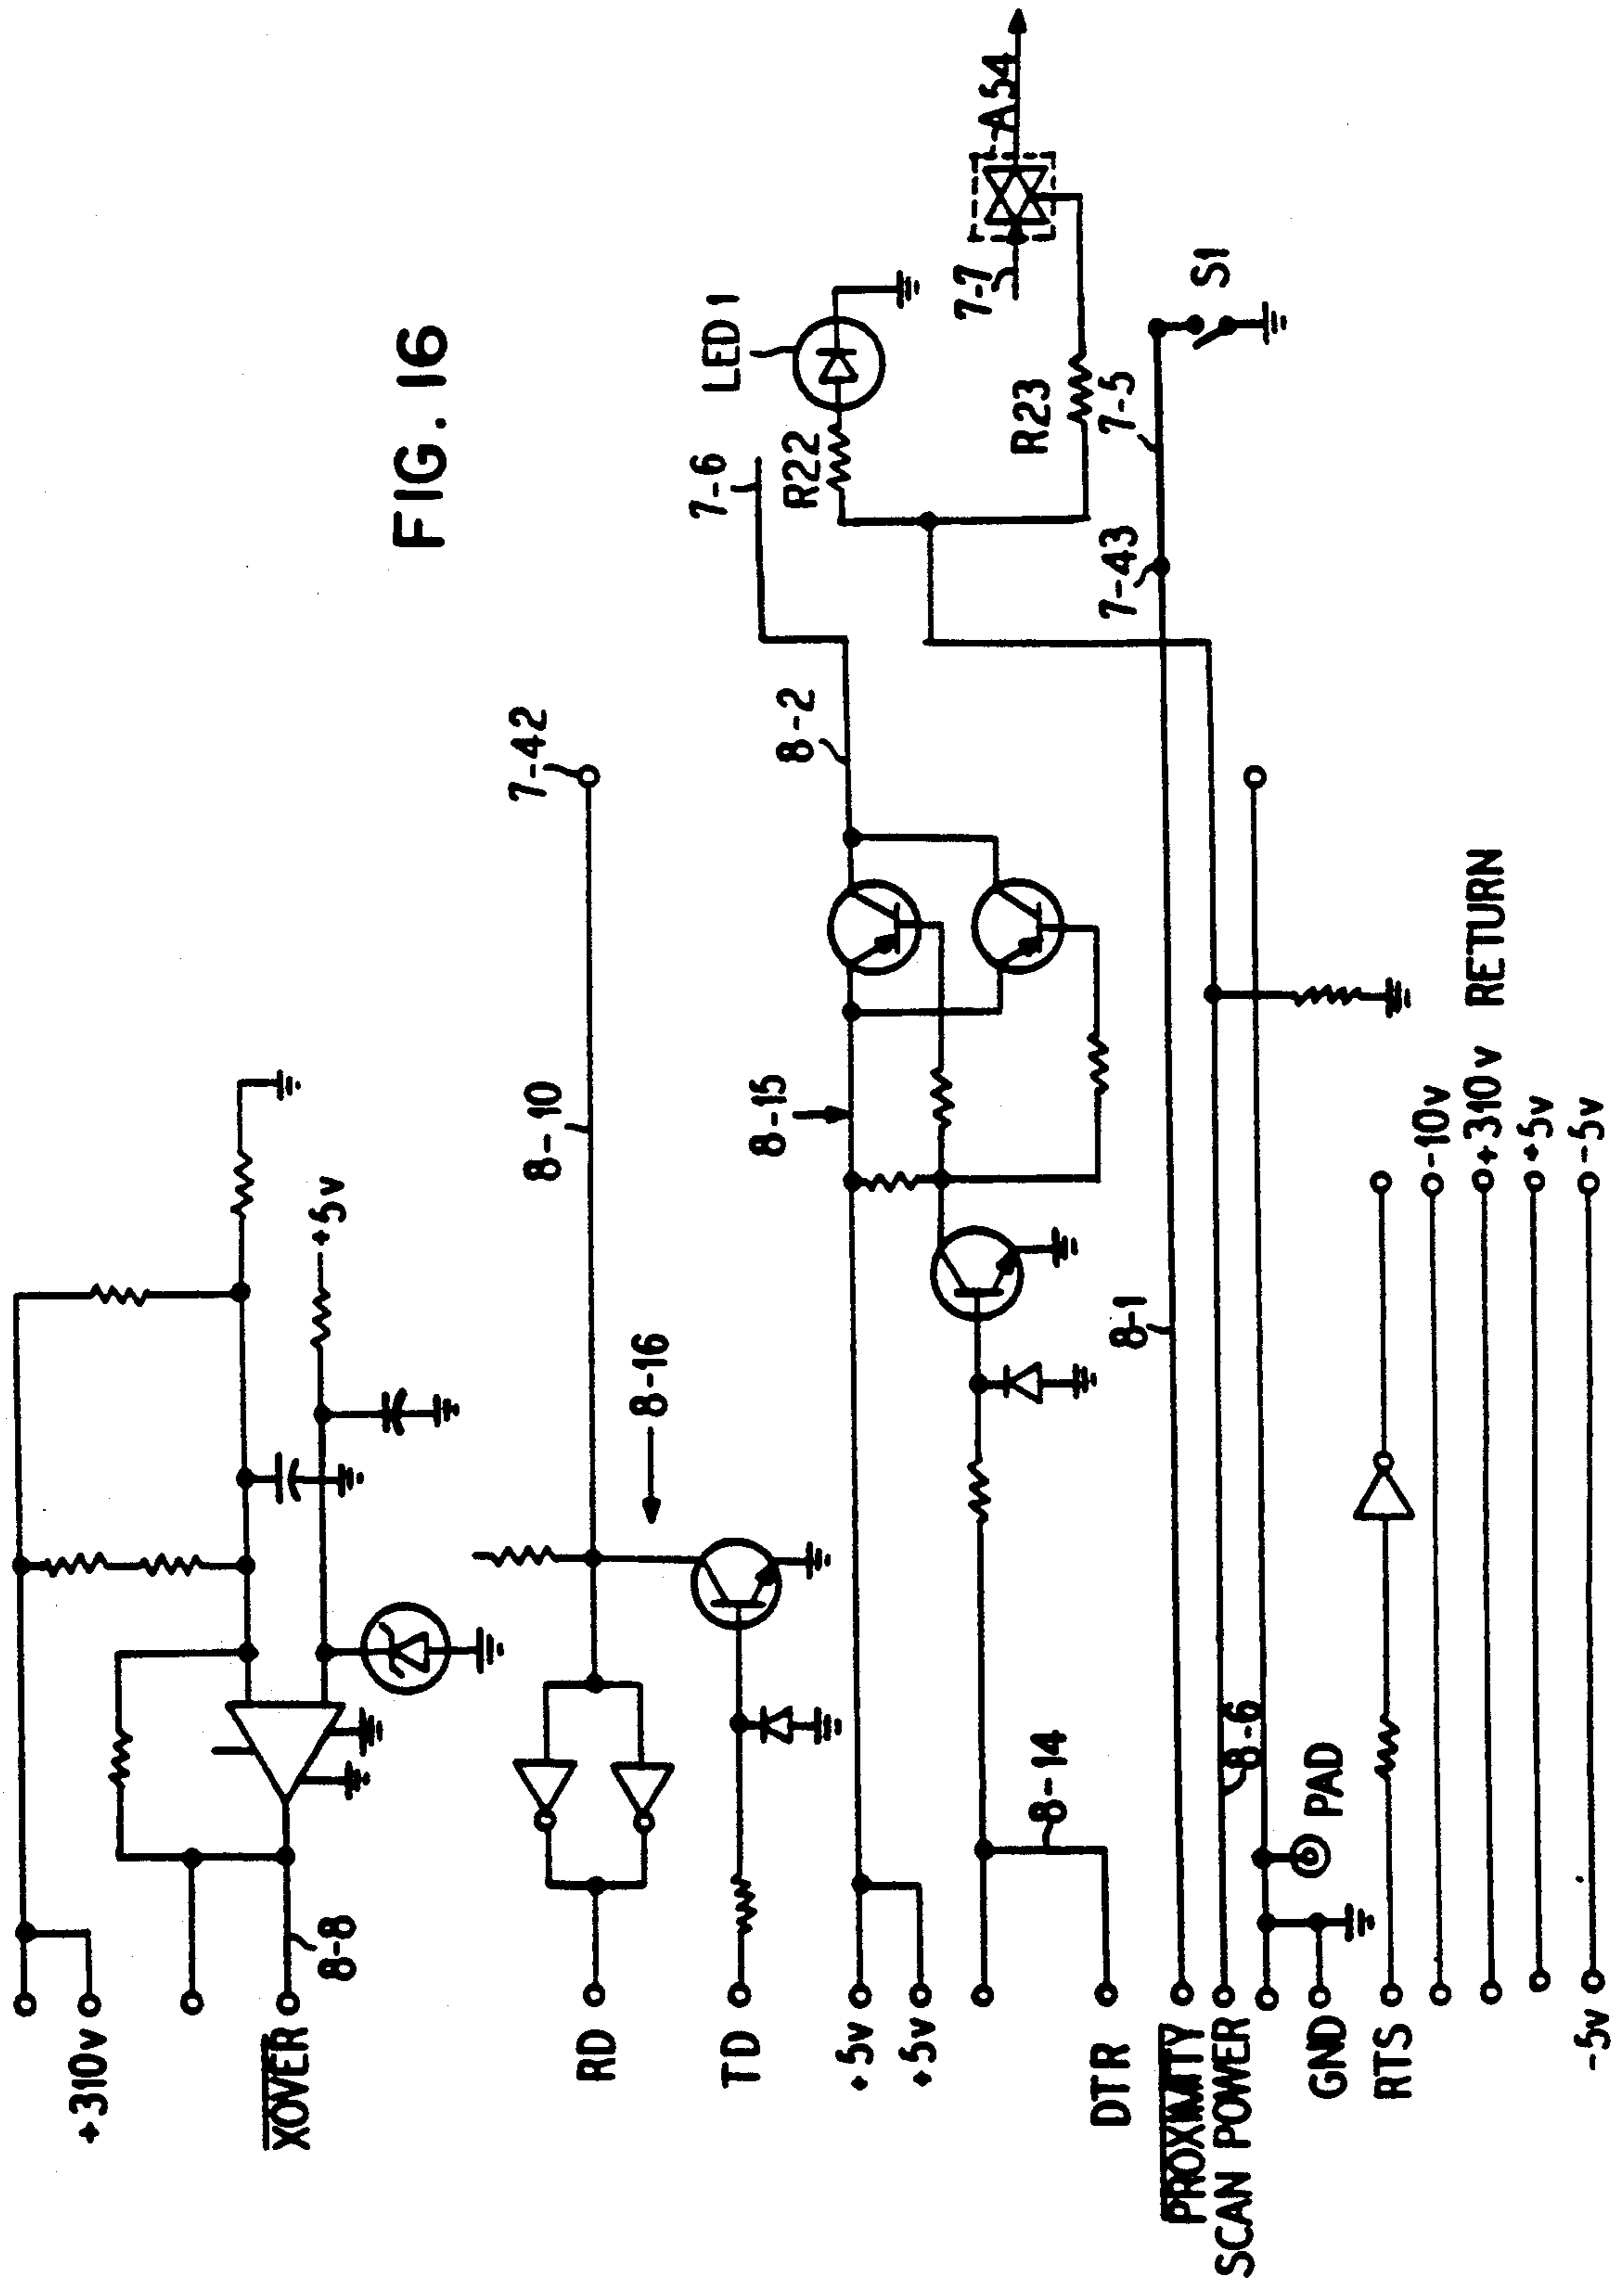 FIG. 16
+310v
XOVER
8-8
+5v
RD
TD
8-16
8-10
7-42
+5v
+5v
8-15
8-2
7-6
LED 1
R22
7-7
A54
R23
DTR
8-14
PROXIMITY
8-1
7-43
7-5
S1
SCAN POWER
8-6
GND
PAD
RTS
-10v
+310v RETURN
+5v
-5v
-5v